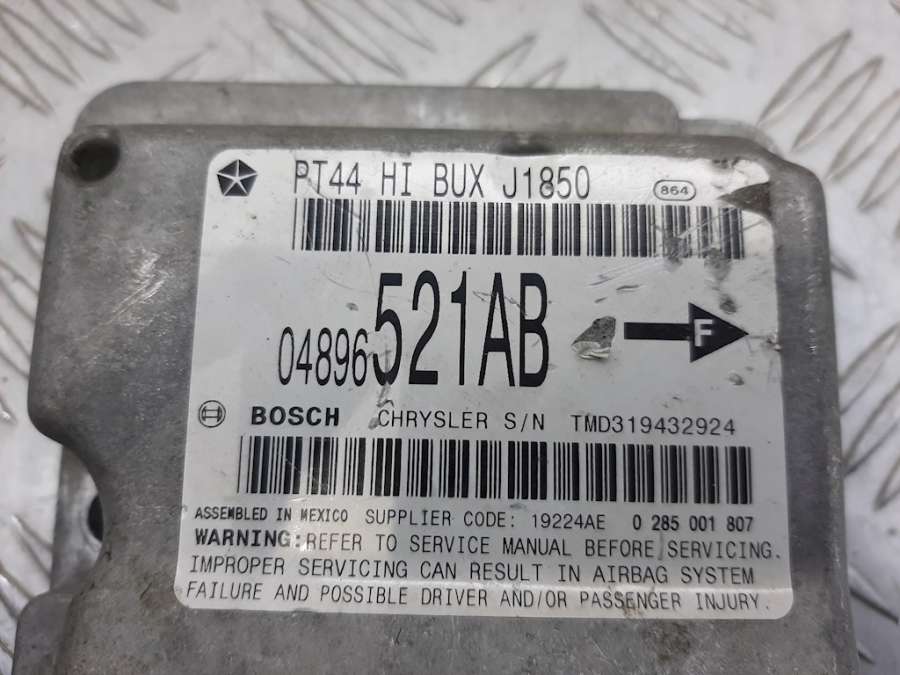 PT44 HI BUX J1850 864
04896521AB
F
BOSCH CHRYSLER S/N TMD319432924
ASSEMBLED IN MEXICO SUPPLIER CODE: 19224AE 0 285 001 807
WARNING: REFER TO SERVICE MANUAL BEFORE SERVICING.
IMPROPER SERVICING CAN RESULT IN AIRBAG SYSTEM
FAILURE AND POSSIBLE DRIVER AND/OR PASSENGER INJURY.